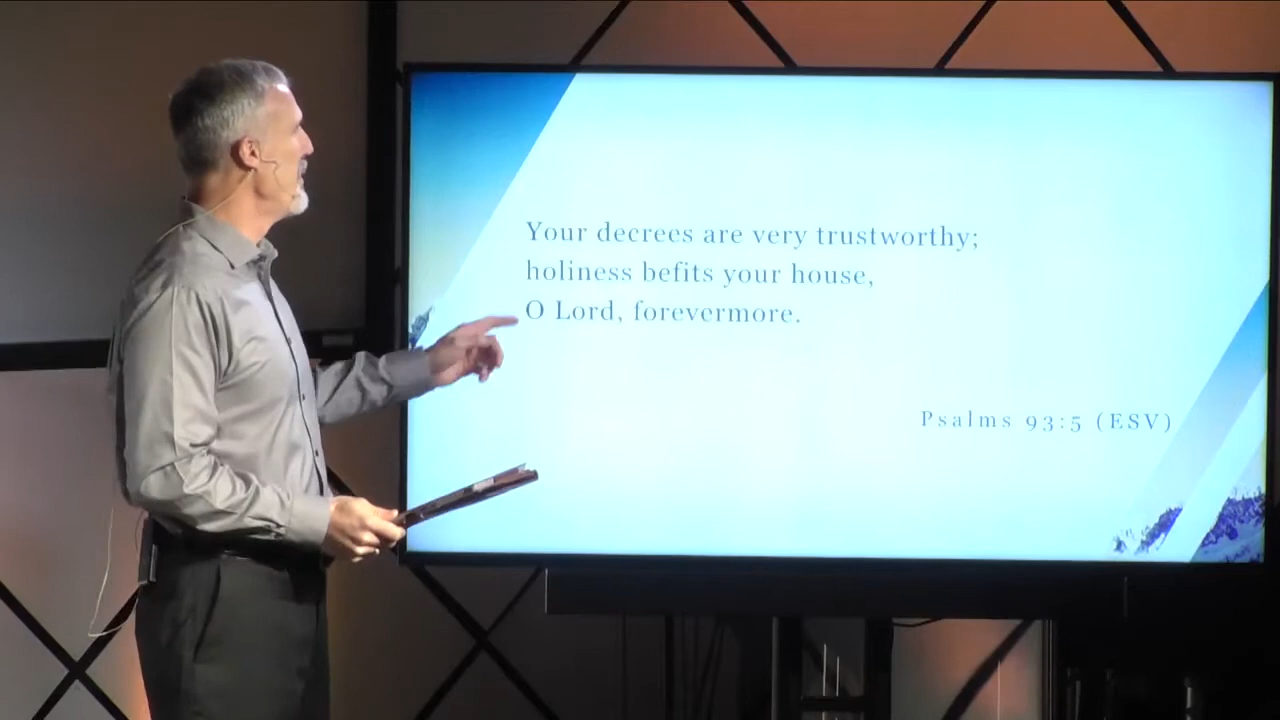 Your decrees are very trustworthy;
holiness befits your house,
O Lord, forevermore.
Psalms 93:5 (ESV)